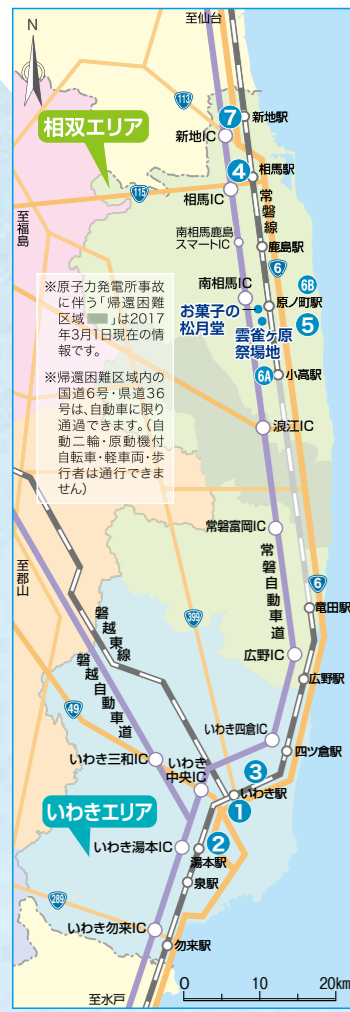 至仙台
N
113
7
新地駅
新地IC
相双エリア
4
相馬駅
115
相馬IC
常磐線
至福島
南相馬鹿島
スマートIC
鹿島駅
6
6B
南相馬IC
原ノ町駅
お菓子の
松月堂
5
雲雀ヶ原
祭場地
6A
小高駅
※原子力発電所事故
に伴う「帰還困難
区域　」は2017
年3月1日現在の情
報です。
※帰還困難区域内の
国道6号・県道36
号は、自動車に限り
通過できます。(自
動二輪・原動機付
自転車・軽車両・歩
行者は通行できま
せん)
浪江IC
常磐富岡IC
至郡山
常磐自動車道
6
竜田駅
399
磐越東線
磐越自動車道
広野IC
広野駅
49
いわき四倉IC
四ツ倉駅
いわき三和IC
いわき
中央IC
3
いわき駅
1
いわきエリア
2
いわき湯本IC
湯本駅
泉駅
289
いわき勿来IC
勿来駅
至水戸
0 10 20km